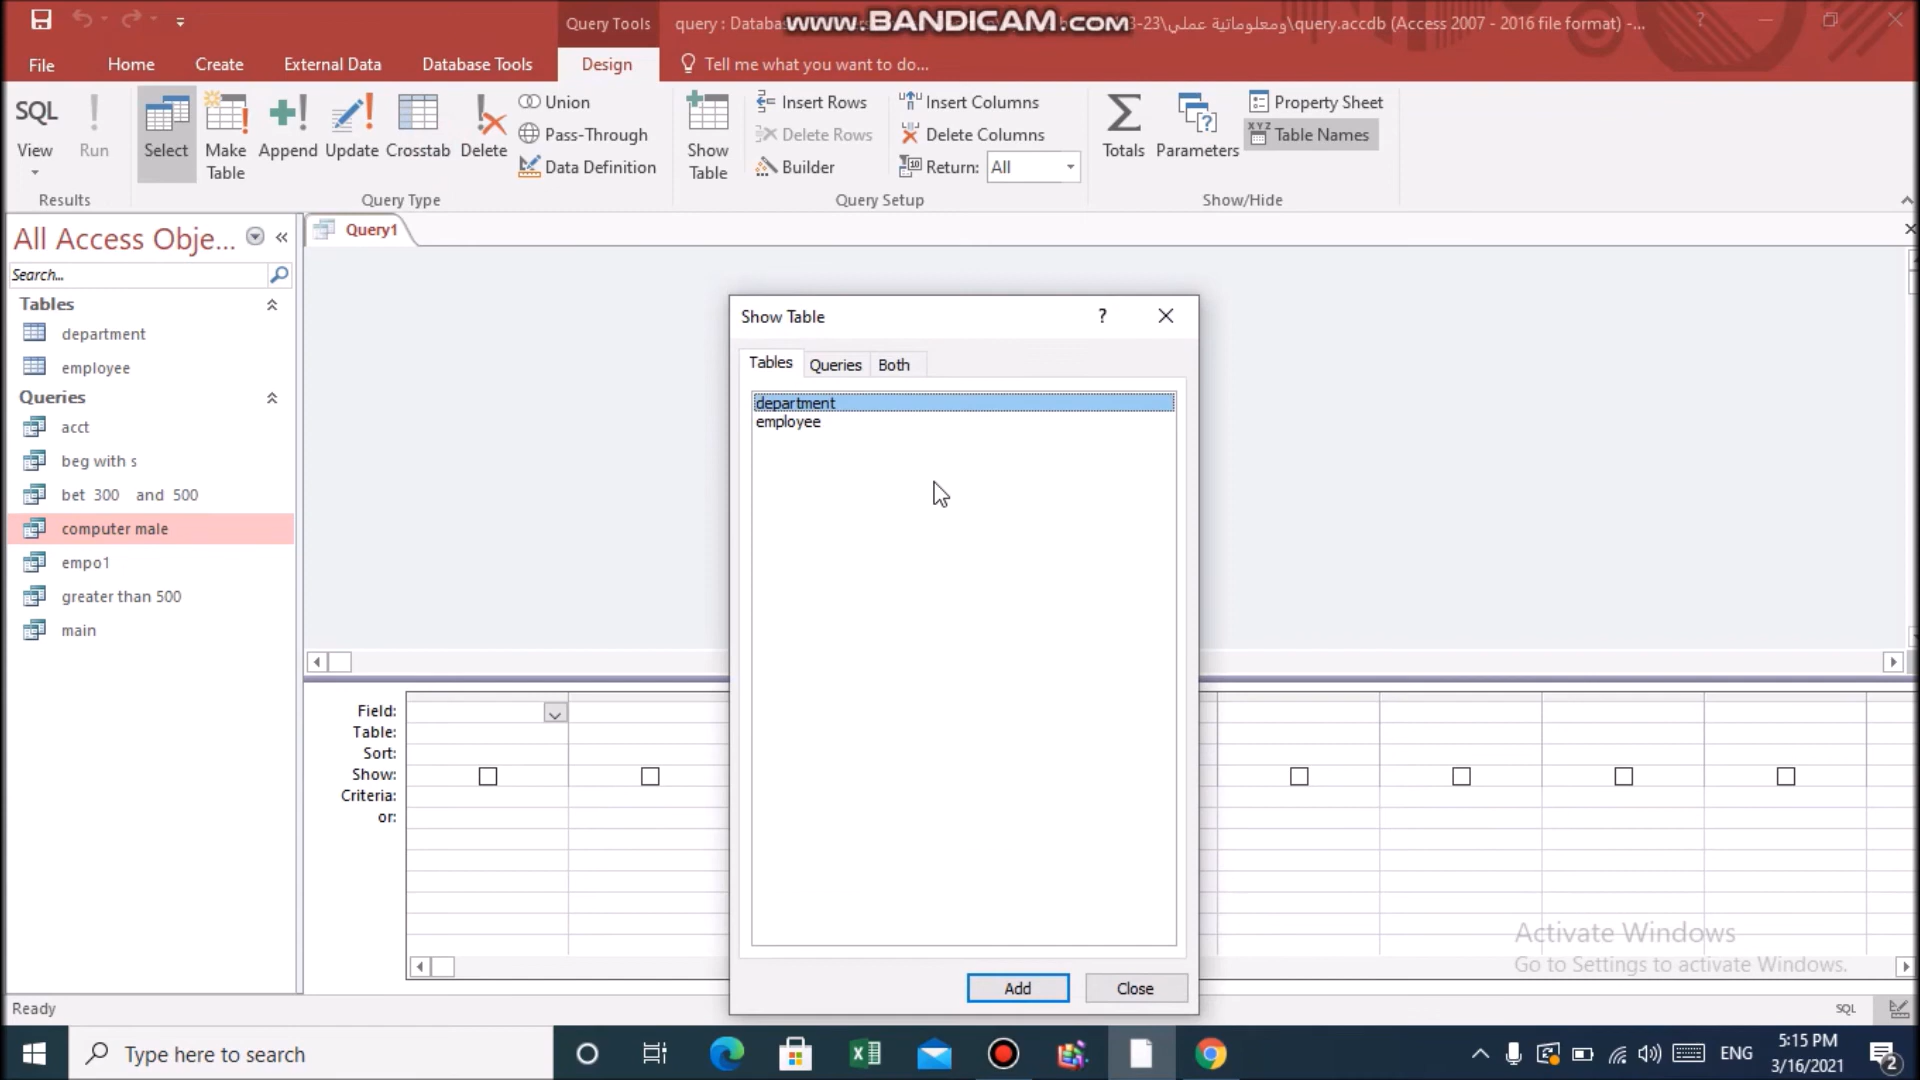 Query Tools
query : Databa
www.BANDICAM.com
3-23\ومعلوماتية عملي\query.accdb (Access 2007 - 2016 file format) -...
?
File
Home
Create
External Data
Database Tools
Design
Tell me what you want to do...
SQL
View
Run
Results
Select
Make
Table
Append
Update
Crosstab
Delete
Union
Pass-Through
Data Definition
Query Type
Show
Table
Insert Rows
Delete Rows
Builder
Insert Columns
Delete Columns
Return: All
Query Setup
Totals
Parameters
Property Sheet
Table Names
Show/Hide
All Access Obje...
Search...
Tables
department
employee
Queries
acct
beg with s
bet 300 and 500
computer male
empo1
greater than 500
main
Query1
Show Table
?
Tables
Queries
Both
department
employee
Add
Close
Field:
Table:
Sort:
Show:
Criteria:
or:
Activate Windows
Go to Settings to activate Windows.
Ready
SQL
Type here to search
ENG
5:15 PM
3/16/2021
2